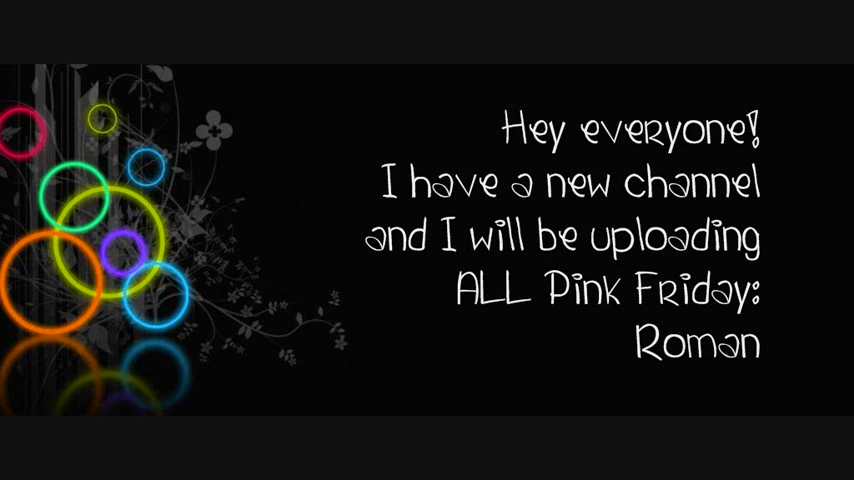 Hey everyone!
I have a new channel
and I will be uploading
ALL Pink Friday:
Roman